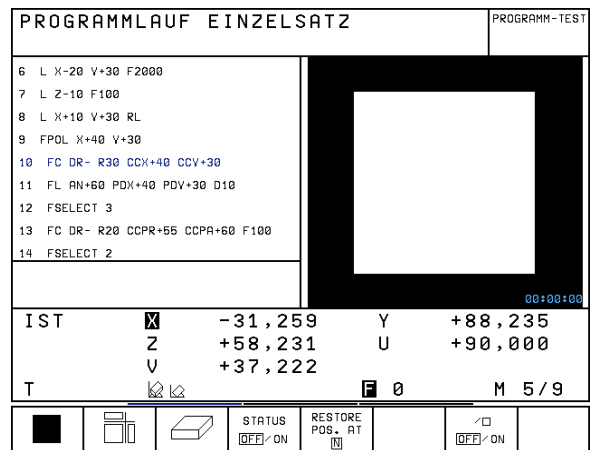 PROGRAMMLAUF EINZELSATZ
PROGRAMM-TEST
6 L X-20 Y+30 F2000
7 L Z-10 F100
8 L X+10 Y+30 RL
9 FPOL X+40 Y+30
10 FC DR- R30 CCX+40 CCY+30
11 FL AN+60 PDX+40 PDY+30 D10
12 FSELECT 3
13 FC DR- R20 CCPR+55 CCPA+60 F100
14 FSELECT 2
00:00:00
IST X -31,259 Y +88,235
Z +58,231 U +90,000
V +37,222
T F 0 M 5/9
STATUS
OFF/ON
RESTORE
POS. AT
N
/
OFF/ON